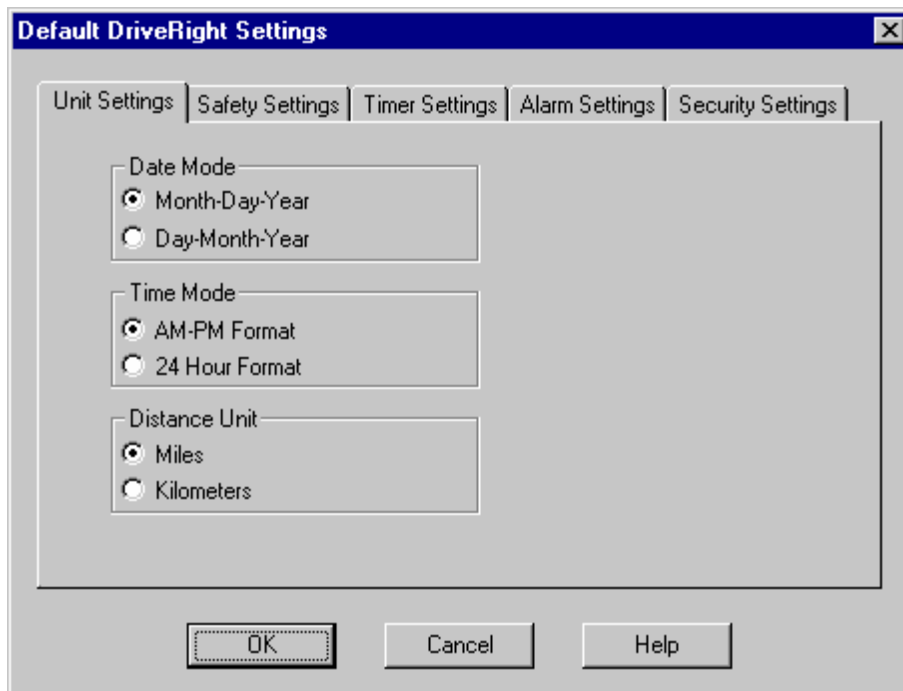 Default DriveRight Settings
Unit Settings Safety Settings Timer Settings Alarm Settings Security Settings
Date Mode
Month-Day-Year
Day-Month-Year
Time Mode
AM-PM Format
24 Hour Format
Distance Unit
Miles
Kilometers
OK Cancel Help